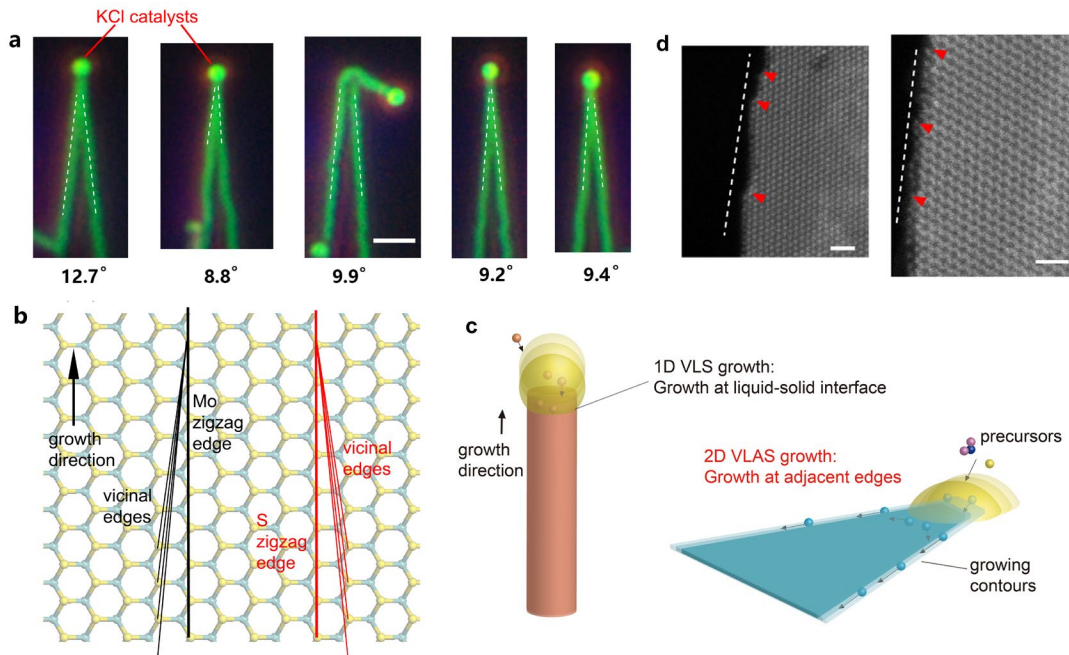 KCl catalysts
a
12.7°
8.8°
9.9°
9.2°
9.4°
d
b
growth
direction
Mo
zigzag
edge
vicinal
edges
vicinal
edges
S
zigzag
edge
c
growth
direction
1D VLS growth:
Growth at liquid-solid interface
2D VLAS growth:
Growth at adjacent edges
precursors
growing
contours